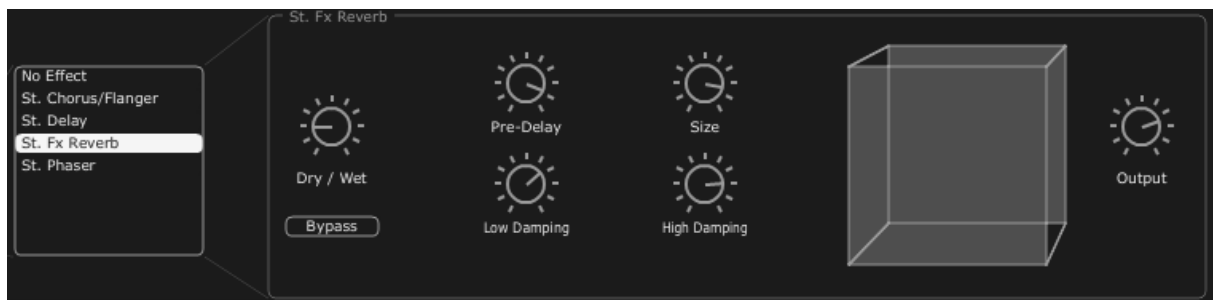 St. Fx Reverb
No Effect
St. Chorus/Flanger
St. Delay
St. Fx Reverb
St. Phaser
Dry / Wet
Bypass
Pre-Delay
Size
Low Damping
High Damping
Output